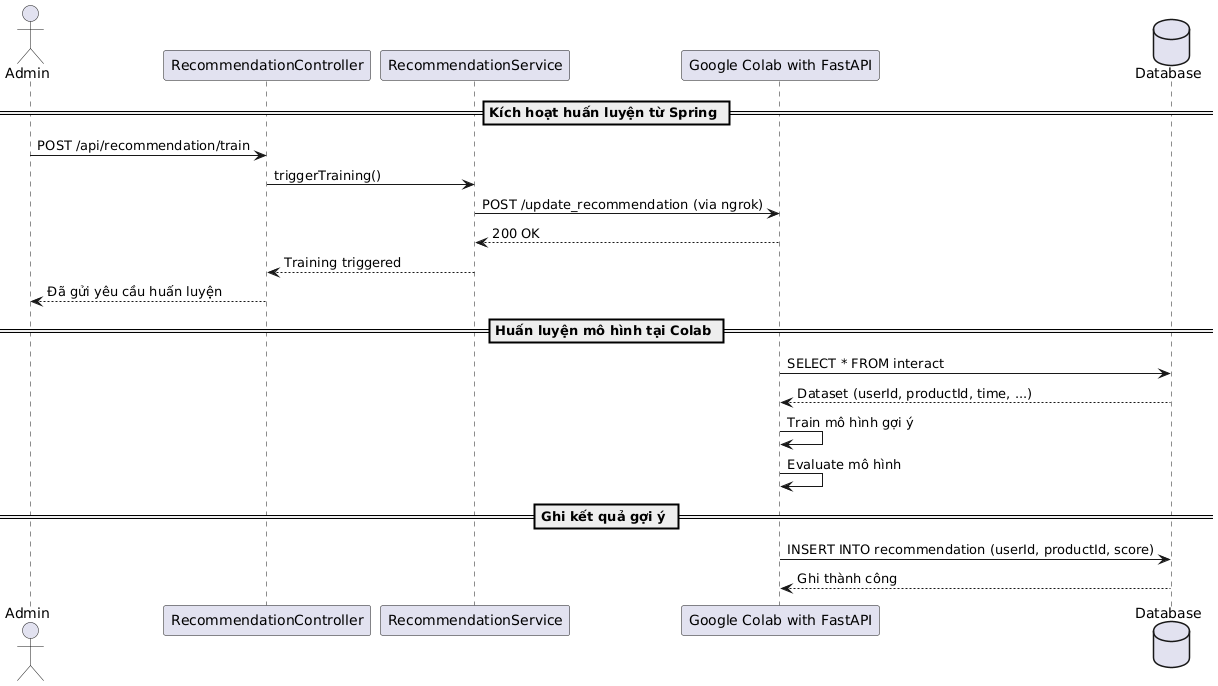 Admin
RecommendationController
RecommendationService
Google Colab with FastAPI
Database
Kích hoạt huấn luyện từ Spring
POST /api/recommendation/train
triggerTraining()
POST /update_recommendation (via ngrok)
200 OK
Training triggered
Đã gửi yêu cầu huấn luyện
Huấn luyện mô hình tại Colab
SELECT * FROM interact
Dataset (userId, productId, time, ...)
Train mô hình gợi ý
Evaluate mô hình
Ghi kết quả gợi ý
INSERT INTO recommendation (userId, productId, score)
Ghi thành công
Admin
RecommendationController
RecommendationService
Google Colab with FastAPI
Database